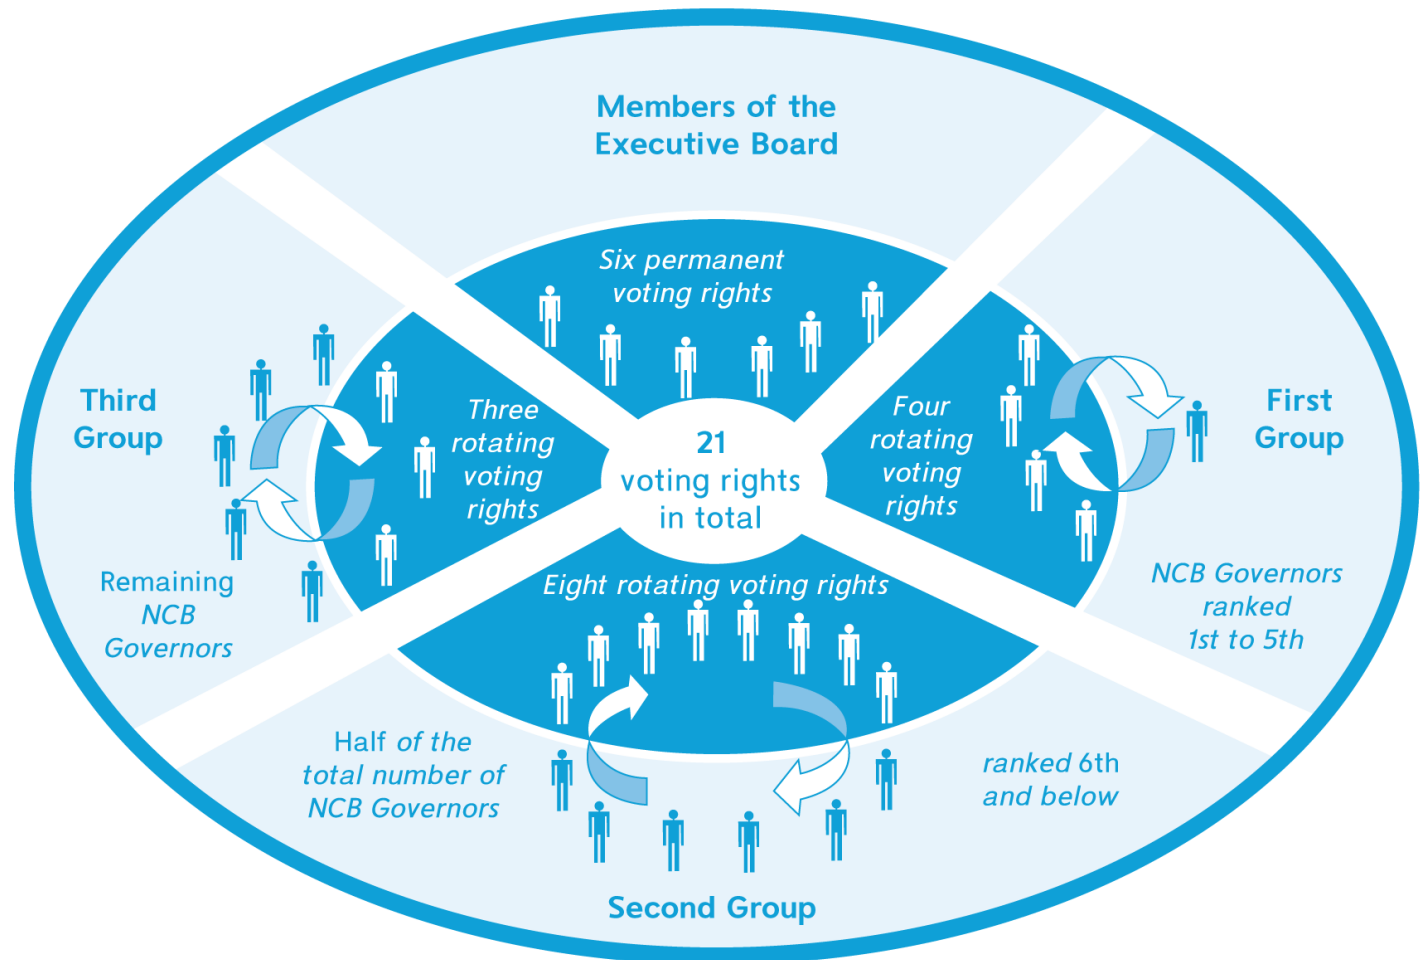 Members of the
Executive Board
Six permanent
voting rights
Third
Group
Three
rotating
voting
rights
21
voting rights
in total
Four
rotating
voting
rights
First
Group
Remaining
NCB
Governors
Eight rotating voting rights
NCB Governors
ranked
1st to 5th
Half of the
total number of
NCB Governors
ranked 6th
and below
Second Group